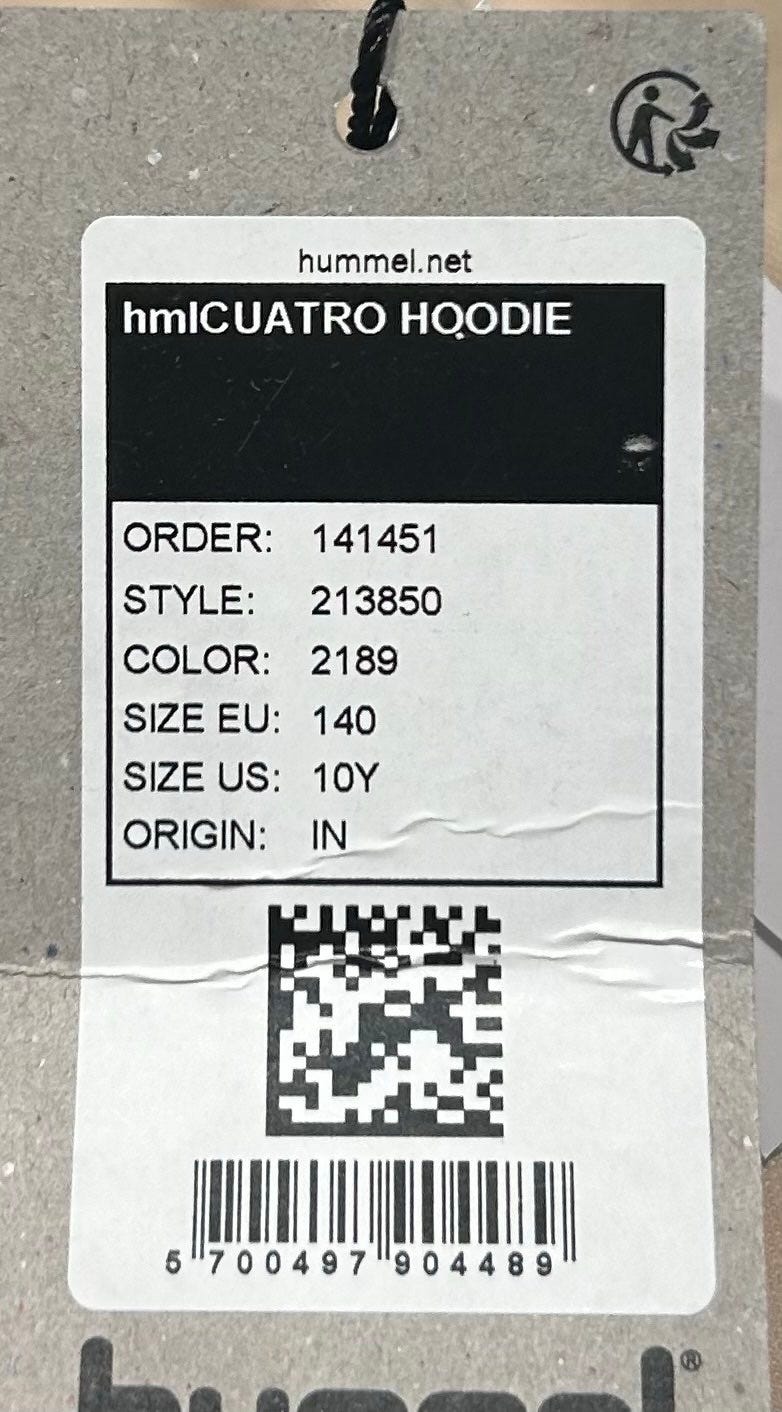 hummel.net
hmlCUATRO HOODIE
ORDER: 141451
STYLE: 213850
COLOR: 2189
SIZE EU: 140
SIZE US: 10Y
ORIGIN: IN
5 700497 904489
hummel®